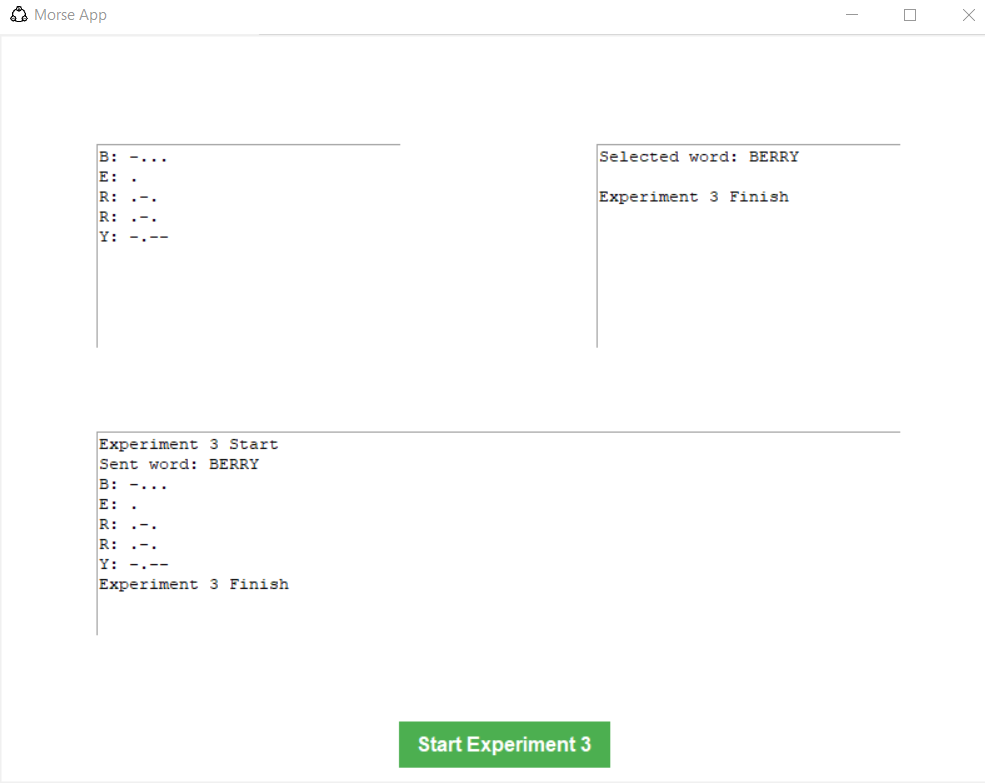 Morse App
B: -...
E: .
R: .-.
R: .-.
Y: -.--
Selected word: BERRY
Experiment 3 Finish
Experiment 3 Start
Sent word: BERRY
B: -...
E: .
R: .-.
R: .-.
Y: -.--
Experiment 3 Finish
Start Experiment 3